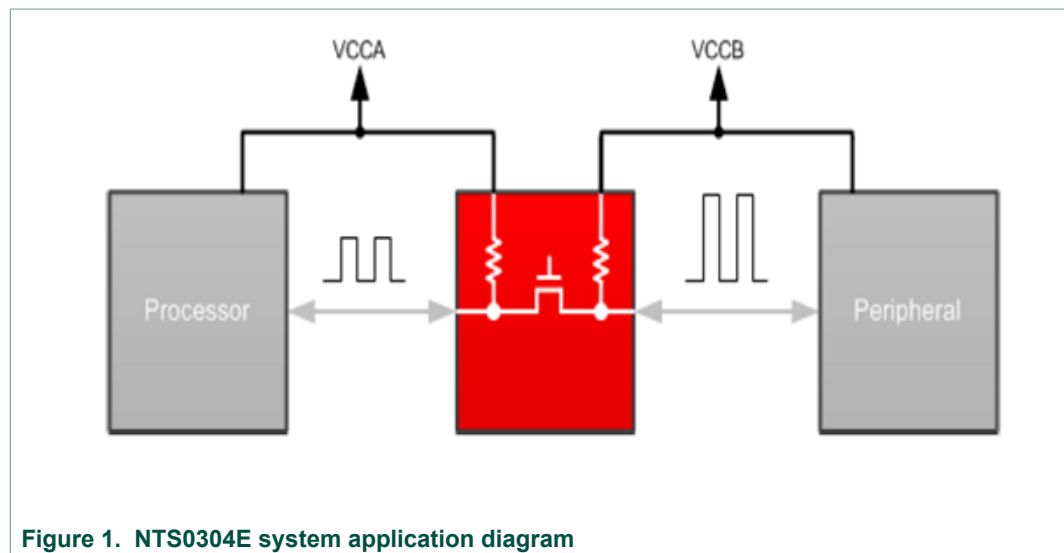 VCCA
VCCB
Processor
Peripheral
Figure 1. NTS0304E system application diagram